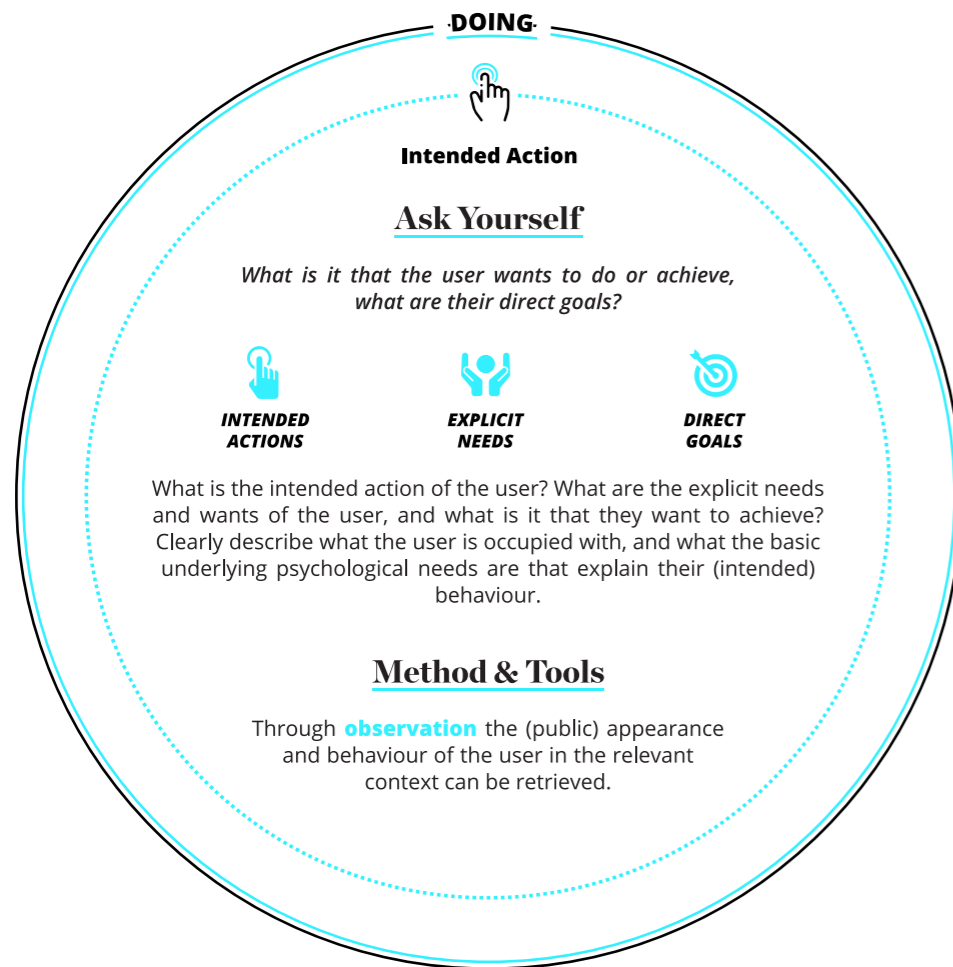 DOING
Intended Action
Ask Yourself
What is it that the user wants to do or achieve,
what are their direct goals?
INTENDED
ACTIONS
EXPLICIT
NEEDS
DIRECT
GOALS
What is the intended action of the user? What are the explicit needs
and wants of the user, and what is it that they want to achieve?
Clearly describe what the user is occupied with, and what the basic
underlying psychological needs are that explain their (intended)
behaviour.
Method & Tools
Through observation the (public) appearance
and behaviour of the user in the relevant
context can be retrieved.